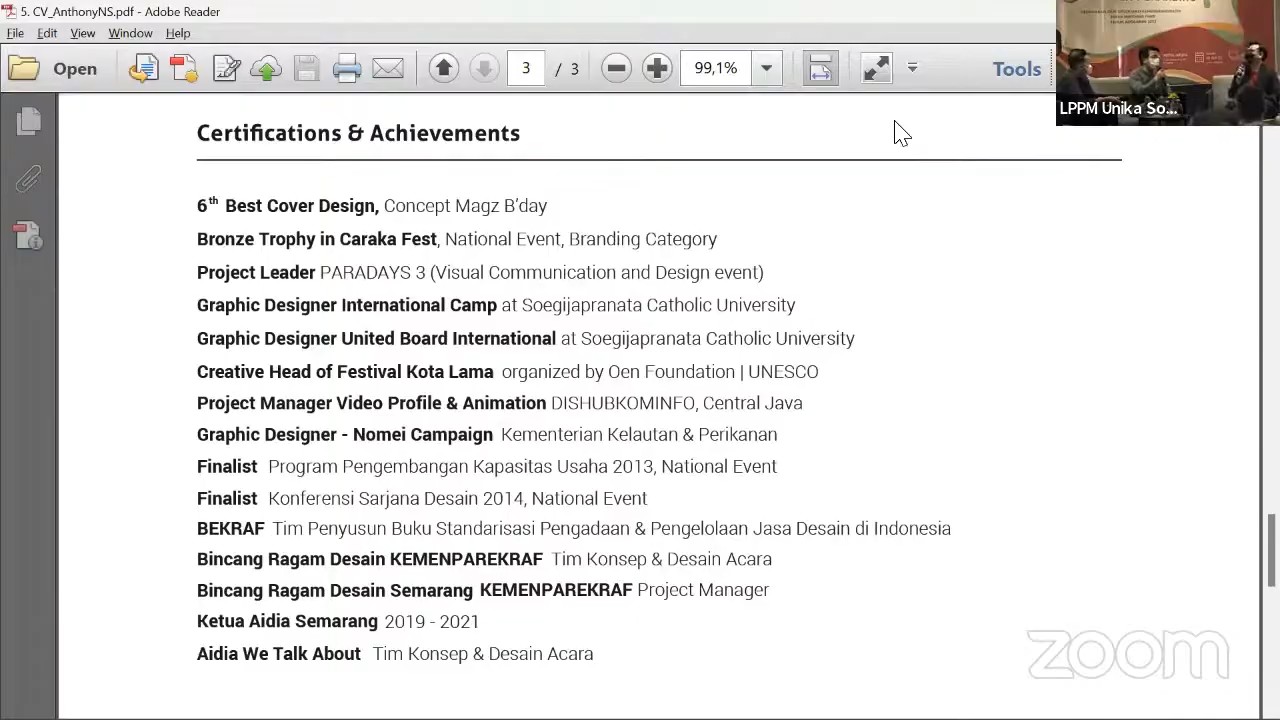 5. CV_AnthonyNS.pdf - Adobe Reader
File Edit View Window Help
Open 3 3 99,1% Tools
LPPM Unika So...
Certifications & Achievements
6th Best Cover Design, Concept Magz B'day
Bronze Trophy in Caraka Fest, National Event, Branding Category
Project Leader PARADAYS 3 (Visual Communication and Design event)
Graphic Designer International Camp at Soegijapranata Catholic University
Graphic Designer United Board International at Soegijapranata Catholic University
Creative Head of Festival Kota Lama organized by Oen Foundation | UNESCO
Project Manager Video Profile & Animation DISHUBKOMINFO, Central Java
Graphic Designer - Nomei Campaign Kementerian Kelautan & Perikanan
Finalist Program Pengembangan Kapasitas Usaha 2013, National Event
Finalist Konferensi Sarjana Desain 2014, National Event
BEKRAF Tim Penyusun Buku Standarisasi Pengadaan & Pengelolaan Jasa Desain di Indonesia
Bincang Ragam Desain KEMENPAREKRAF Tim Konsep & Desain Acara
Bincang Ragam Desain Semarang KEMENPAREKRAF Project Manager
Ketua Aidia Semarang 2019 - 2021
Aidia We Talk About Tim Konsep & Desain Acara
zoom